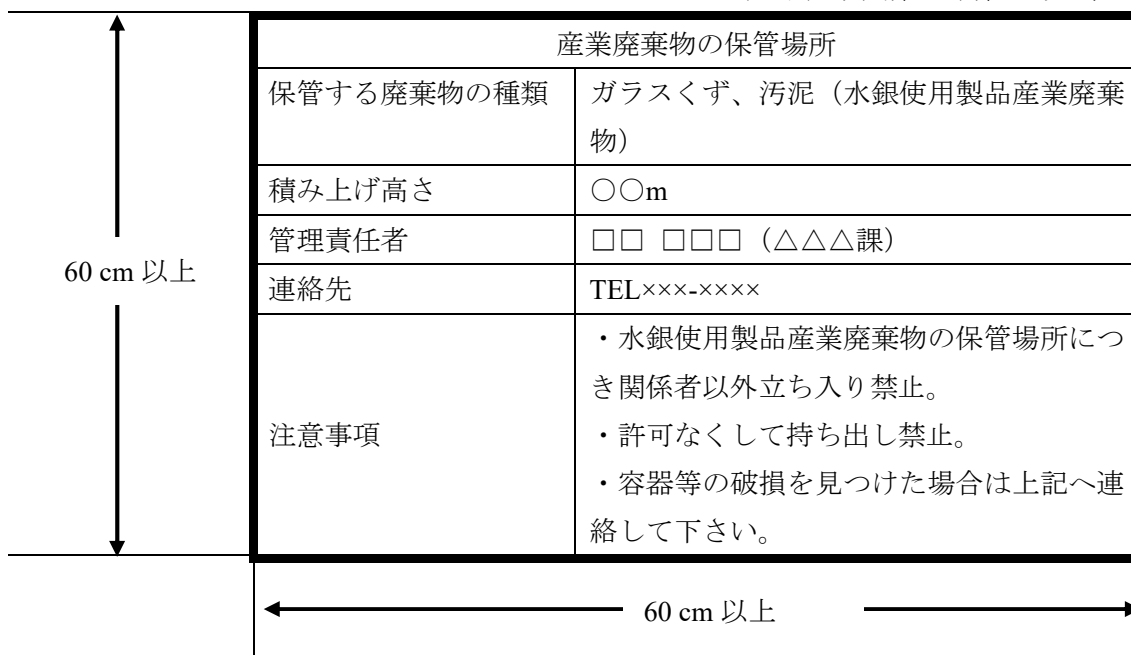 産業廃棄物の保管場所
保管する廃棄物の種類
ガラスくず、汚泥（水銀使用製品産業廃棄
物）
積み上げ高さ
○○m
管理責任者
□□ □□□（△△△課）
連絡先
TEL×××-××××
注意事項
・水銀使用製品産業廃棄物の保管場所につ
き関係者以外立ち入り禁止。
・許可なくして持ち出し禁止。
・容器等の破損を見つけた場合は上記へ連
絡して下さい。
60 cm 以上
60 cm 以上